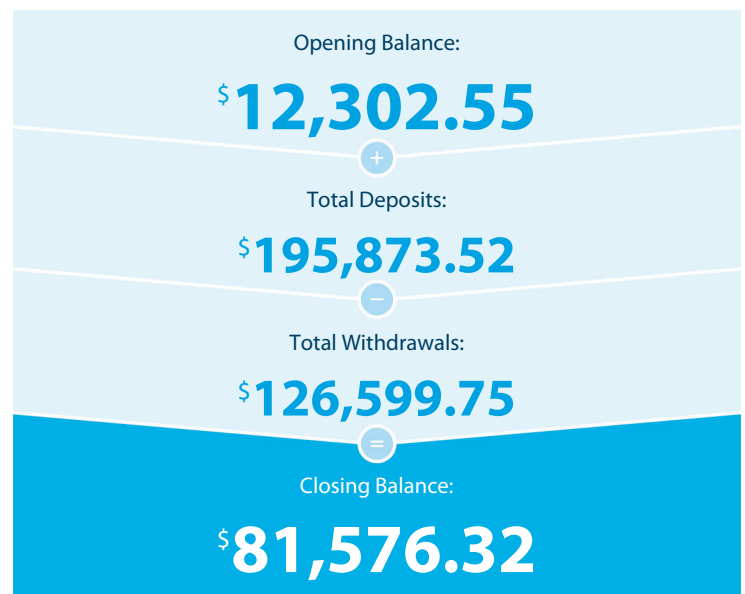 Opening Balance:
$12,302.55
+
Total Deposits:
$195,873.52
−
Total Withdrawals:
$126,599.75
=
Closing Balance:
$81,576.32